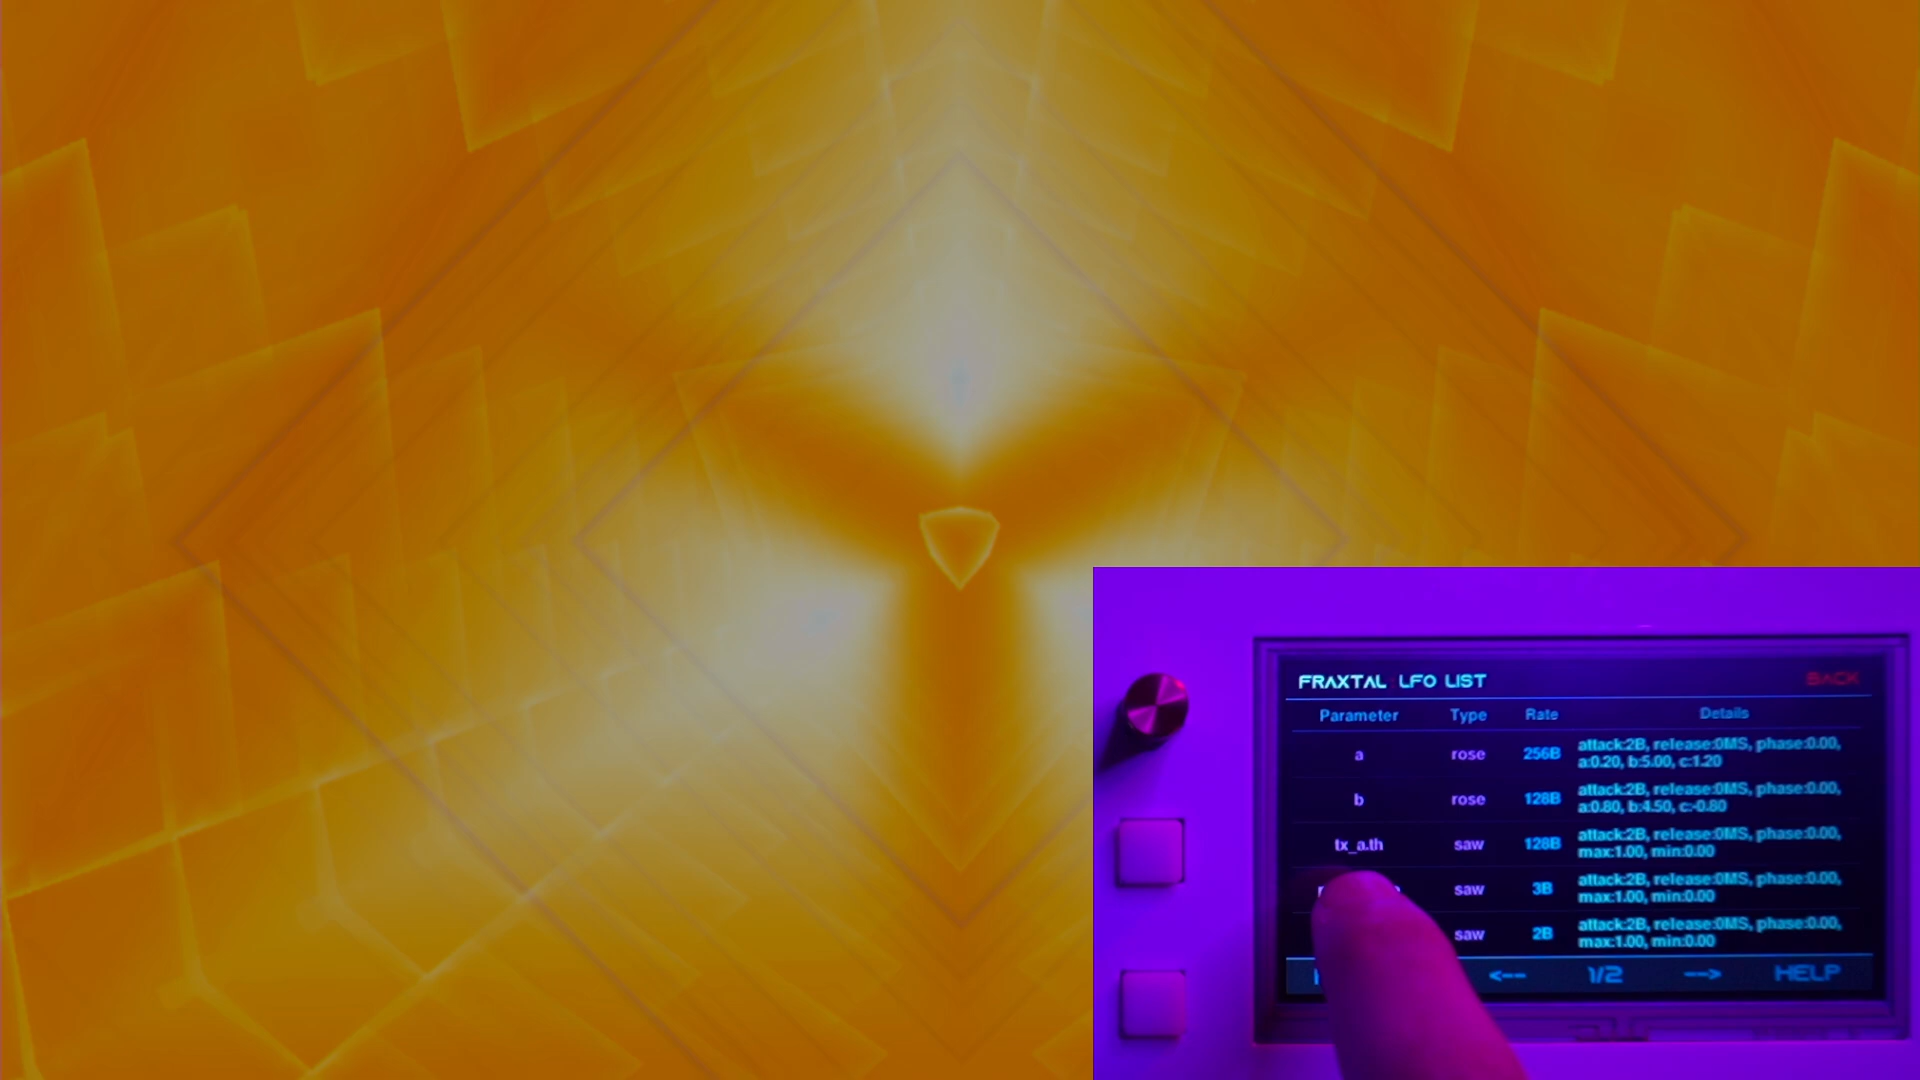 FRAXTAL LFO LIST BACK
Parameter Type Rate Details
a rose 256B attack:2B, release:0MS, phase:0.00,
a:0.20, b:5.00, c:1.20
b rose 128B attack:2B, release:0MS, phase:0.00,
a:0.80, b:4.50, c:-0.80
tx_a.th saw 128B attack:2B, release:0MS, phase:0.00,
max:1.00, min:0.00
saw 3B attack:2B, release:0MS, phase:0.00,
max:1.00, min:0.00
saw 2B attack:2B, release:0MS, phase:0.00,
max:1.00, min:0.00
<-- 1/2 --> HELP